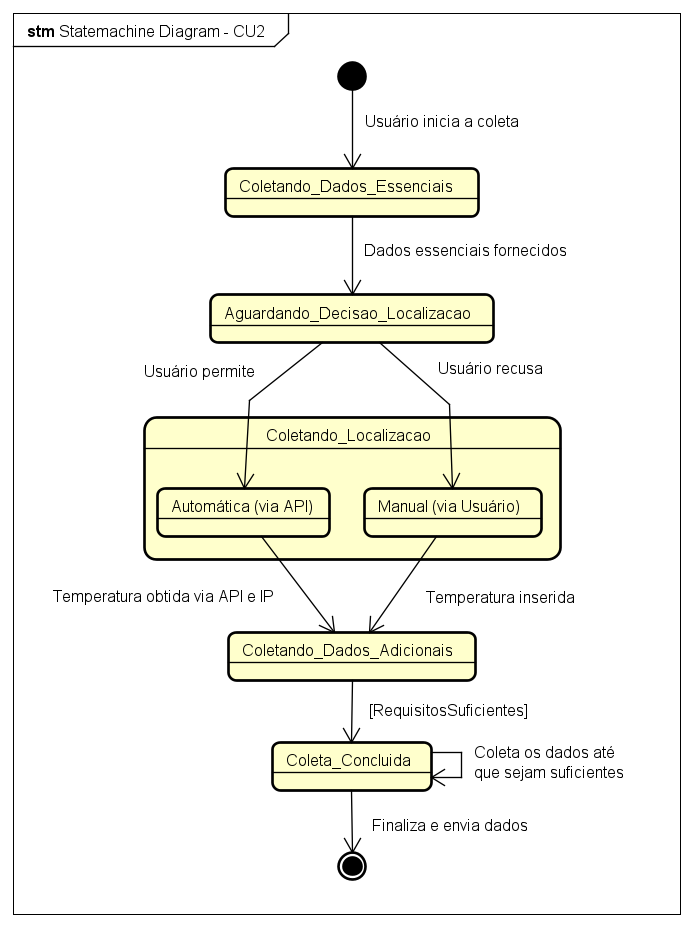 stm Statemachine Diagram - CU2
Usuário inicia a coleta
Coletando_Dados_Essenciais
Dados essenciais fornecidos
Aguardando_Decisao_Localizacao
Usuário permite
Usuário recusa
Coletando_Localizacao
Automática (via API)
Manual (via Usuário)
Temperatura obtida via API e IP
Temperatura inserida
Coletando_Dados_Adicionais
[RequisitosSuficientes]
Coleta_Concluida
Coleta os dados até
que sejam suficientes
Finaliza e envia dados